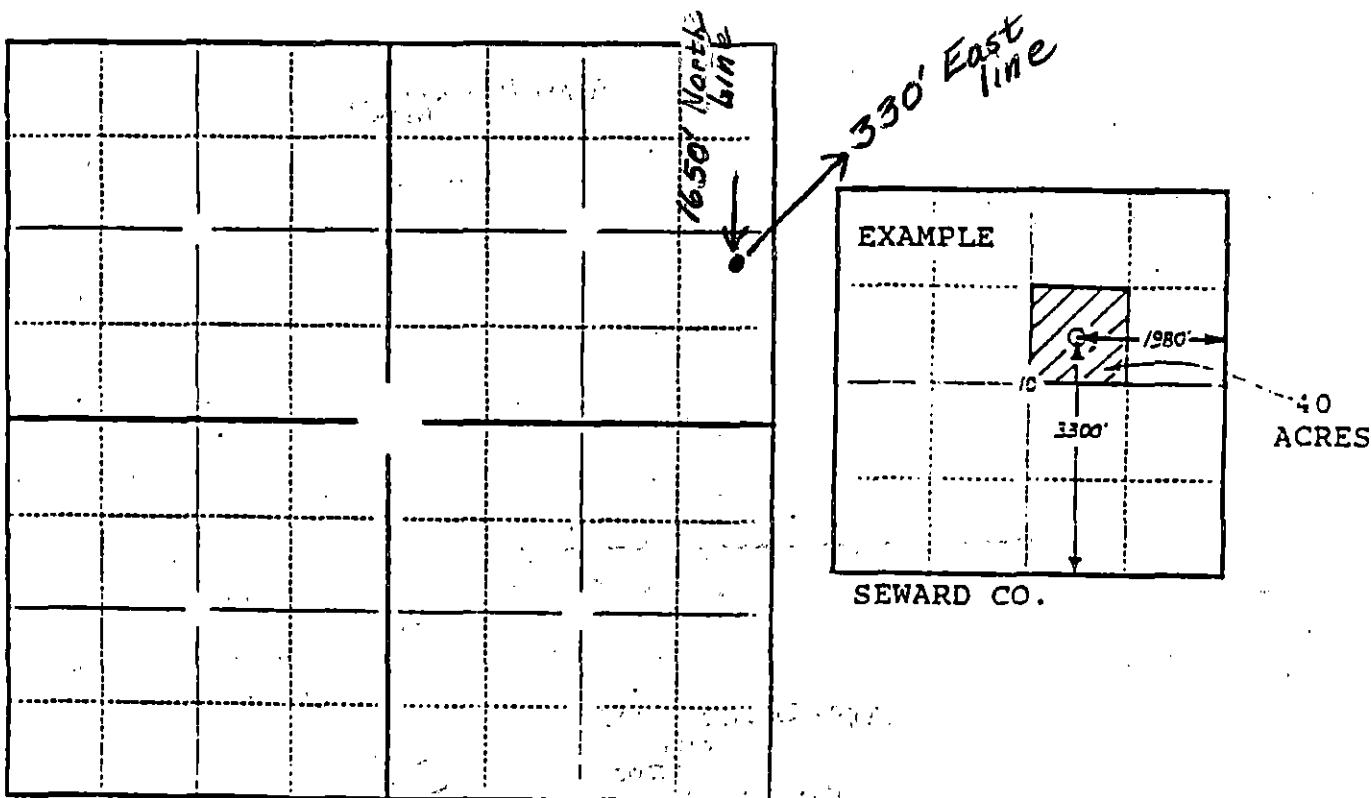 1650' North
Line
330' East
line
EXAMPLE
1980'
10
3300'
40
ACRES
SEWARD CO.